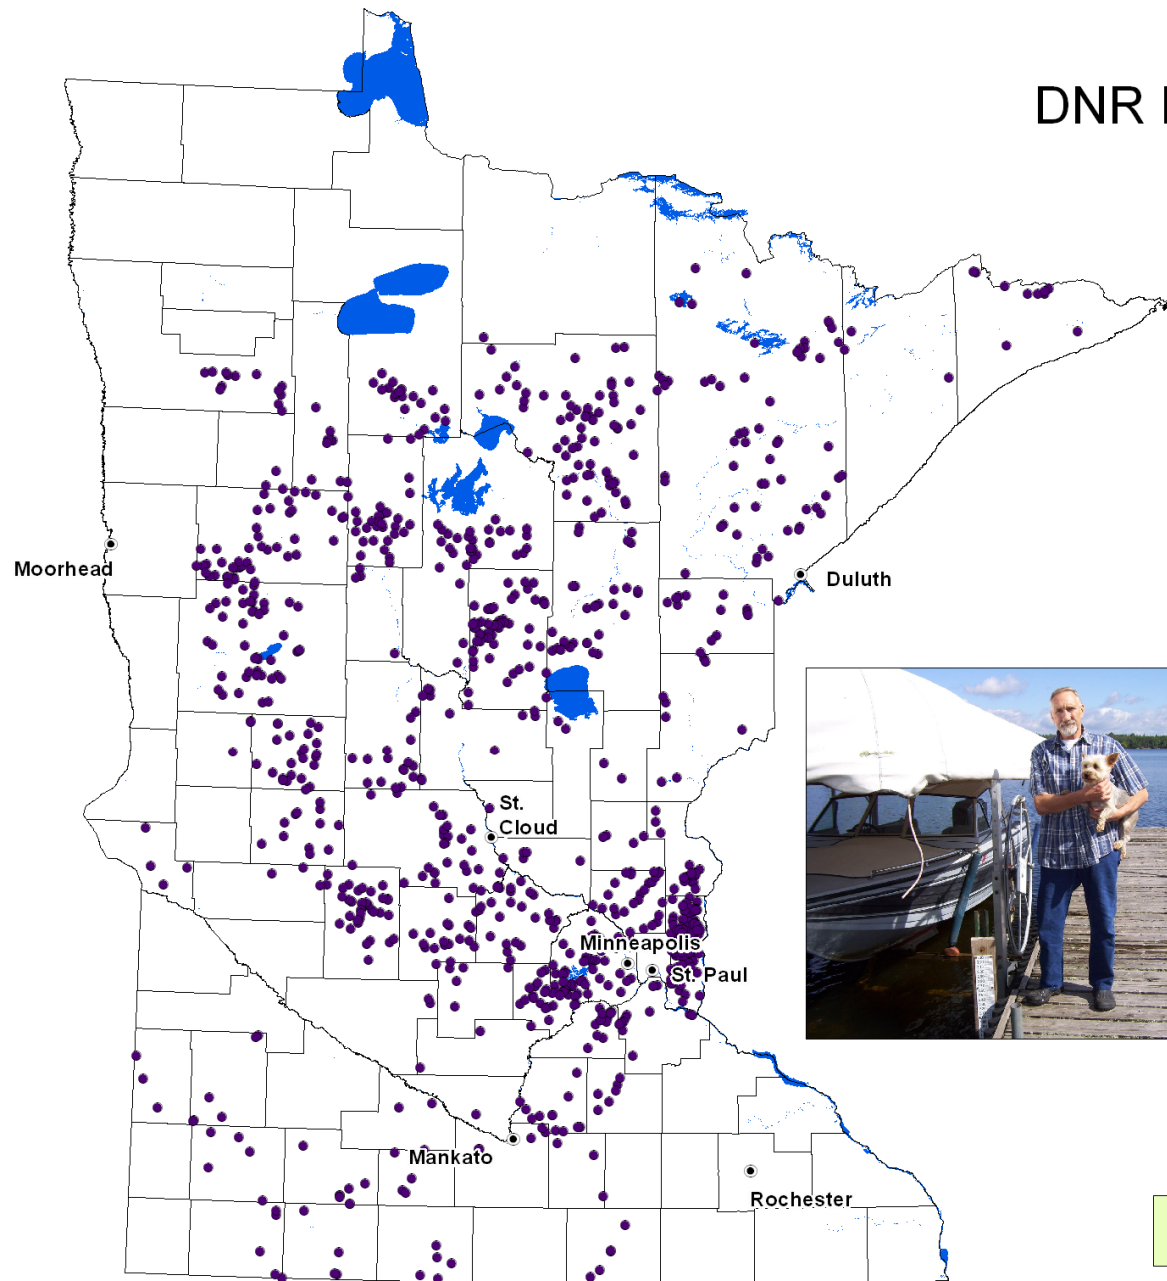 DNR
Moorhead
Duluth
St.
Cloud
Minneapolis
St. Paul
Mankato
Rochester